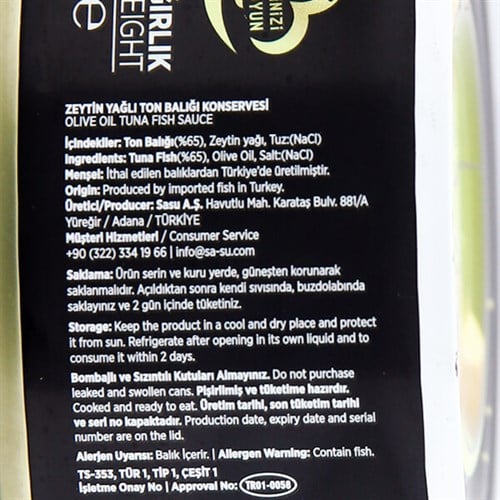 ĞIRLIK
EIGHT
e
NİZİ
YUN
ZEYTİN YAĞLI TON BALIĞI KONSERVESİ
OLIVE OIL TUNA FISH SAUCE
İçindekiler: Ton Balığı(%65), Zeytin yağı, Tuz:(NaCl)
Ingredients: Tuna Fish(%65), Olive Oil, Salt:(NaCl)
Menşei: İthal edilen balıklardan Türkiye'de üretilmiştir.
Origin: Produced by imported fish in Turkey.
Üretici/Producer: Sasu A.Ş. Havutlu Mah. Karataş Bulv. 881/A
Yüreğir / Adana / TÜRKİYE
Müşteri Hizmetleri / Consumer Service
+90 (322) 334 19 66 | info@sa-su.com
Saklama: Ürün serin ve kuru yerde, güneşten korunarak
saklanmalıdır. Açıldıktan sonra kendi sıvısında, buzdolabında
saklayınız ve 2 gün içinde tüketiniz.
Storage: Keep the product in a cool and dry place and protect
it from sun. Refrigerate after opening in its own liquid and to
consume it within 2 days.
Bombajlı ve Sızıntılı Kutuları Almayınız. Do not purchase
leaked and swollen cans. Pişirilmiş ve tüketime hazırdır.
Cooked and ready to eat. Üretim tarihi, son tüketim tarihi
ve seri no kapaktadır. Production date, expiry date and serial
number are on the lid.
Alerjen Uyarısı: Balık İçerir. | Allergen Warning: Contain fish.
TS-353, TÜR 1, TİP 1, ÇEŞİT 1
İşletme Onay No | Approval No: TR01-0058